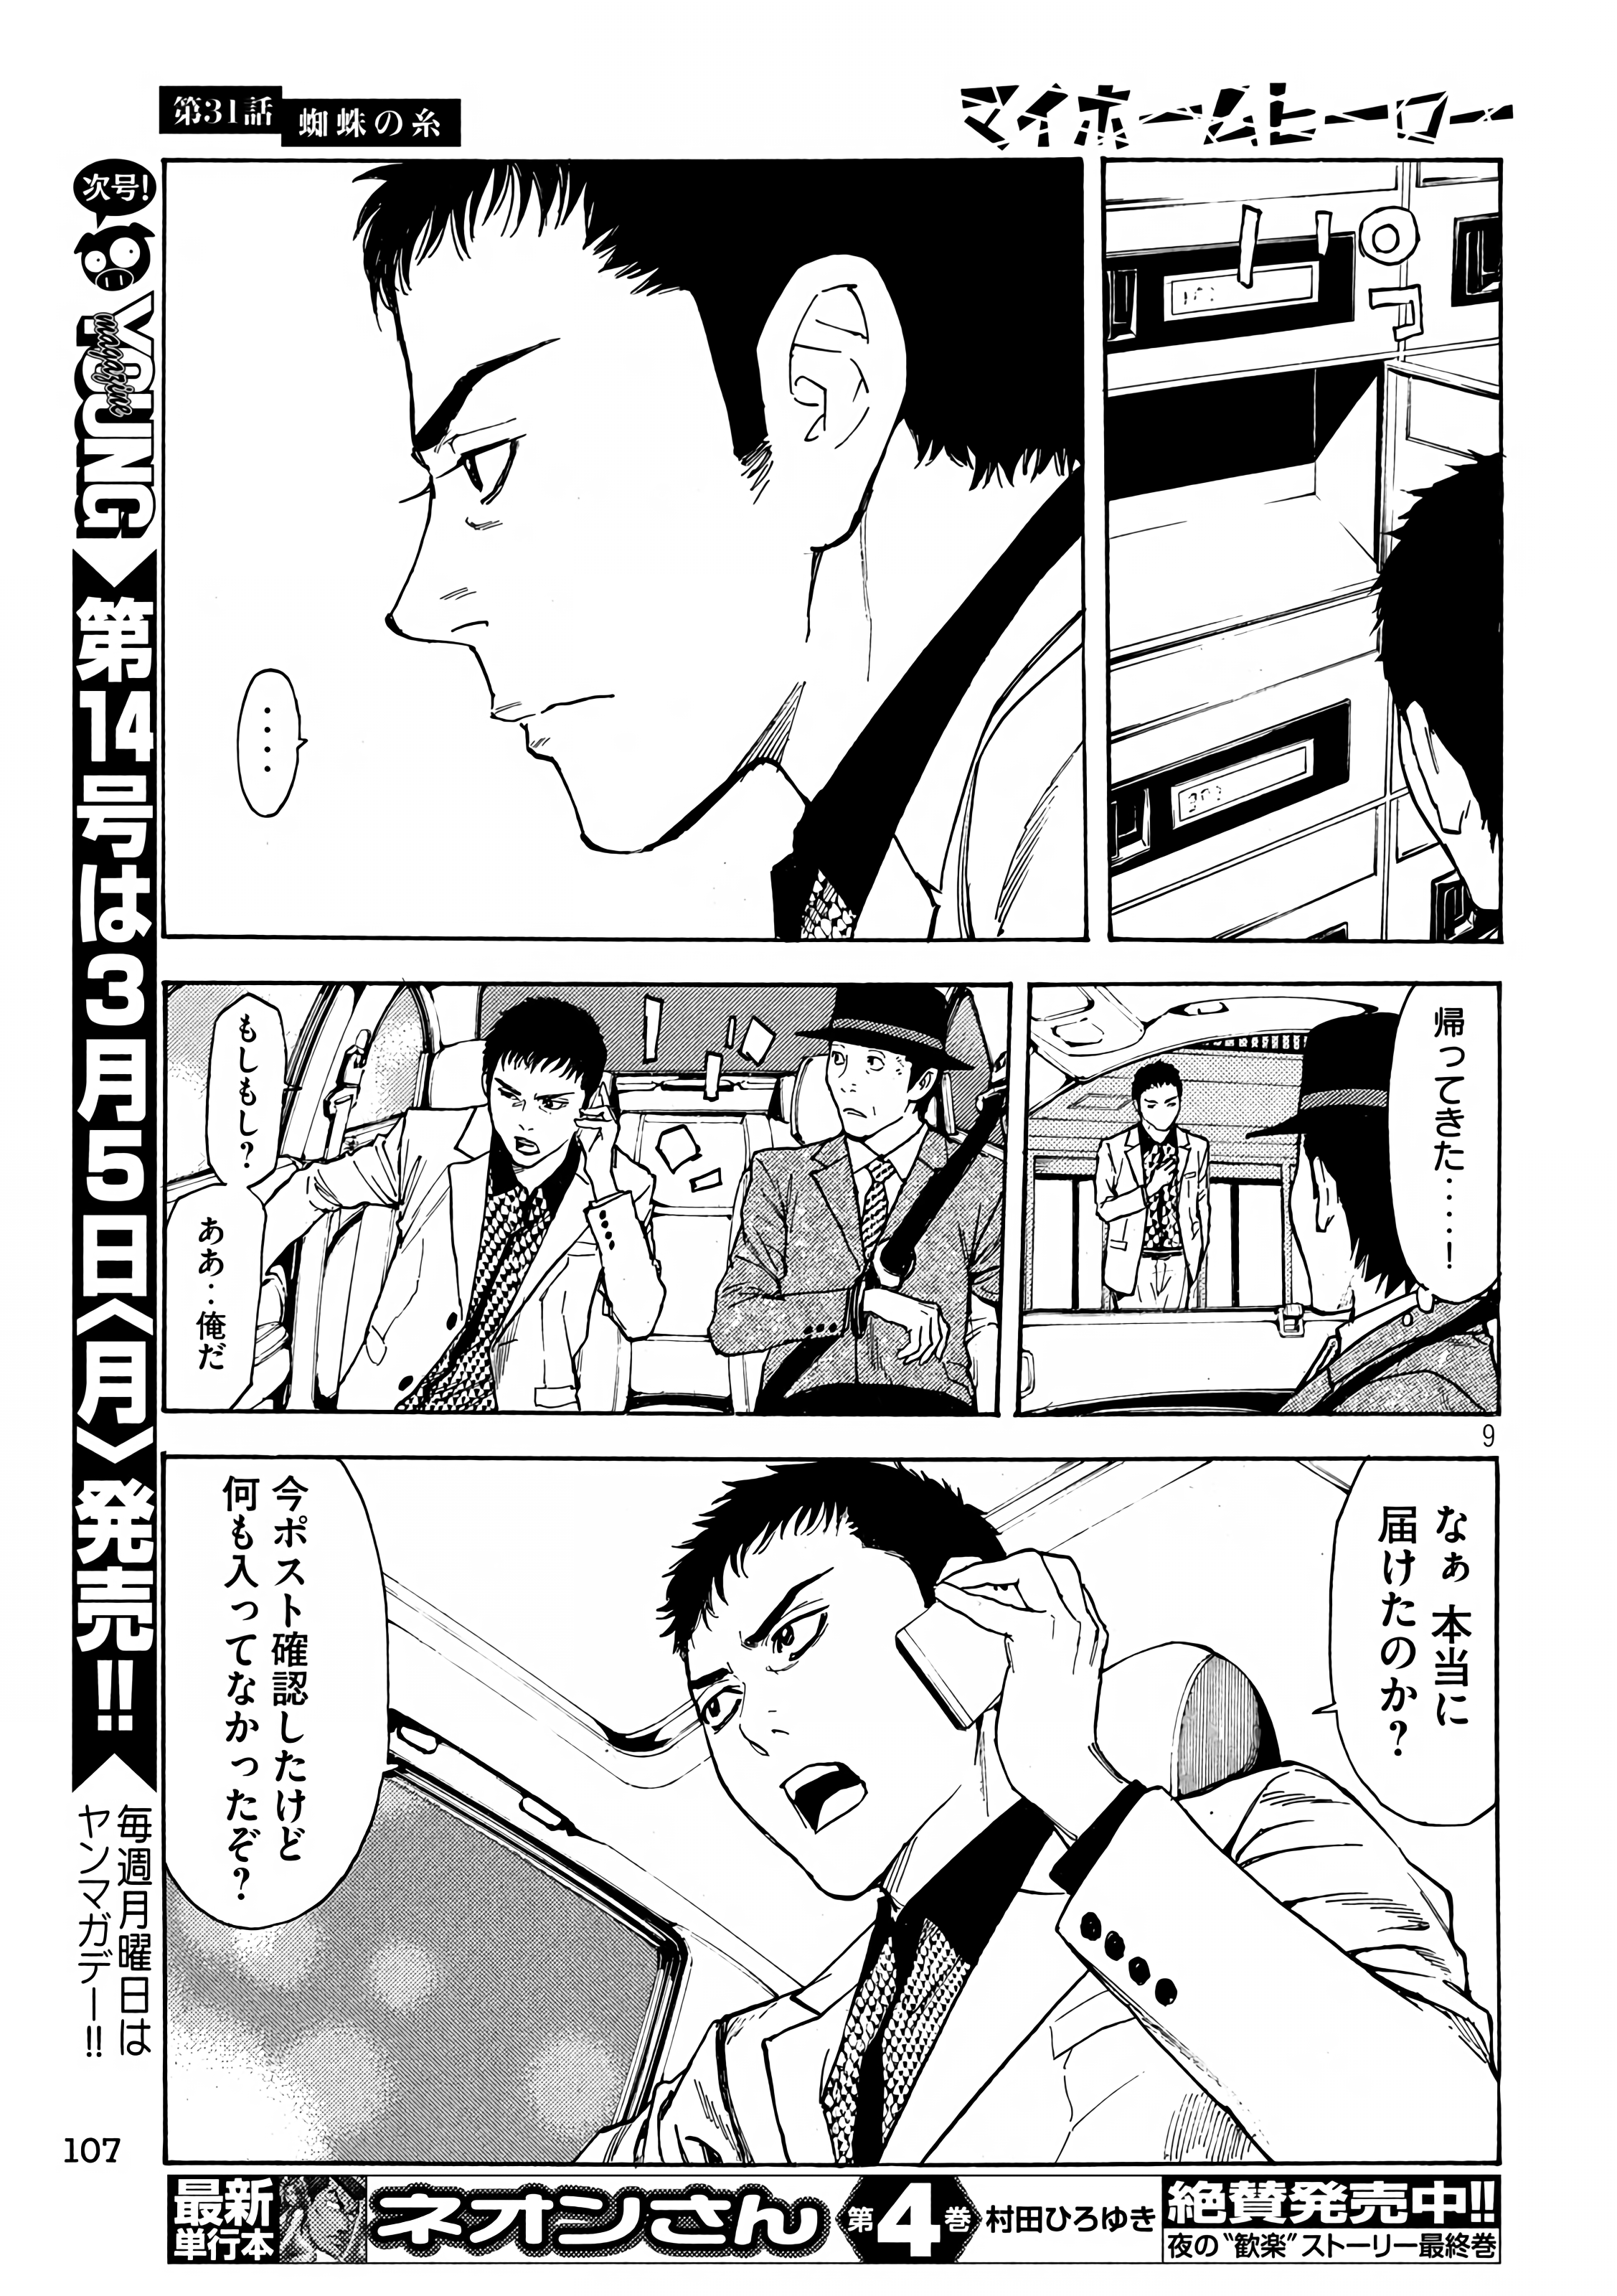 マイホームヒーロー
第31話
蜘蛛の糸
パコッ
‥‥
帰ってきた‥‥‥!
もしもし?
ああ‥俺だ
9
なぁ 本当に
届けたのか?
今ポスト確認したけど
何も入ってなかったぞ?
次号!
YOUNG
magazine
第14号は3月5日〈月〉発売!!
毎週月曜日は
ヤンマガデー!!
107
最新
単行本
ネオンさん
第4巻
村田ひろゆき
絶賛発売中!!
夜の“歓楽”ストーリー最終巻